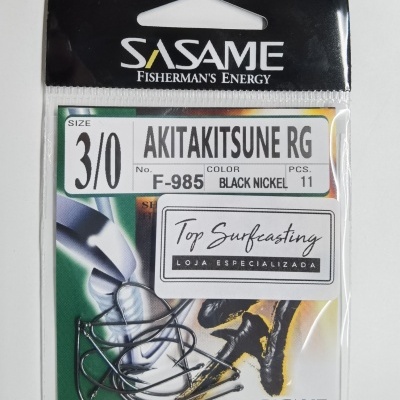 SASAME
FISHERMAN'S ENERGY
SIZE
3/0
AKITAKITSUNE RG
No.
F-985
COLOR
BLACK NICKEL
PCS.
11
Top Surfcasting
LOJA ESPECIALIZADA